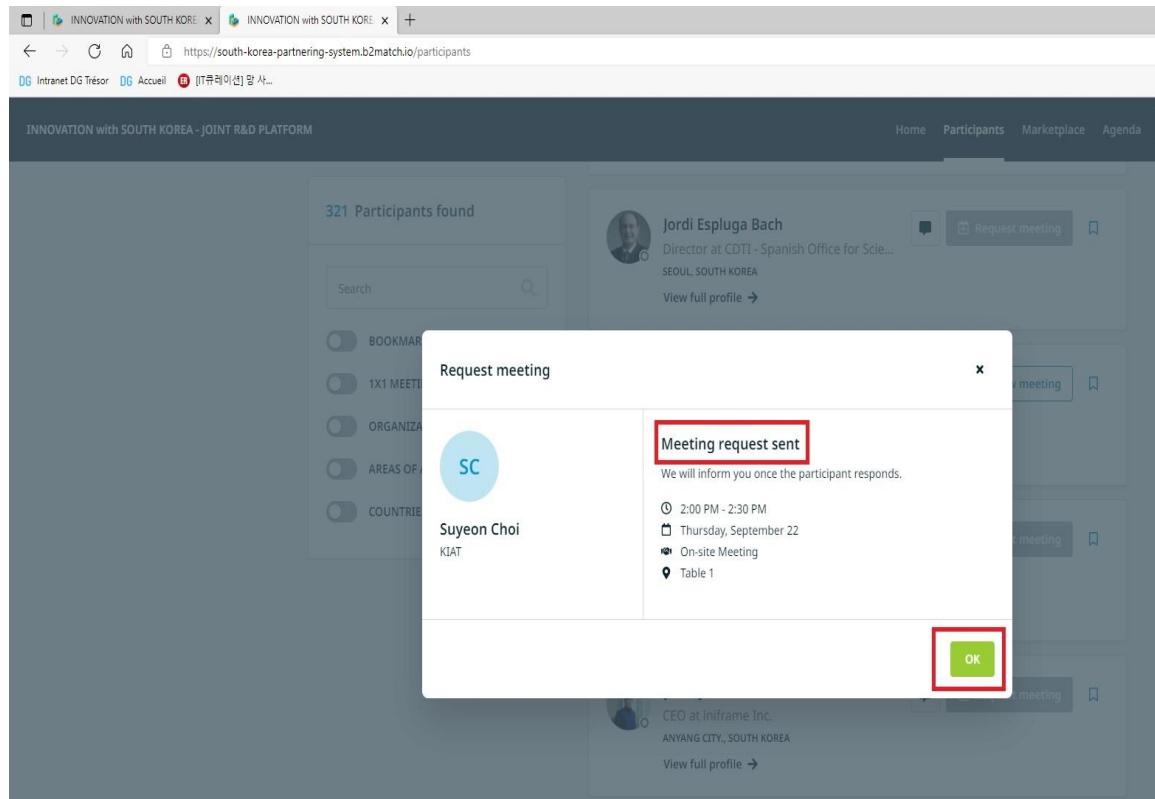 INNOVATION with SOUTH KORE
INNOVATION with SOUTH KORE
https://south-korea-partnering-system.b2match.io/participants
DG Intranet DG Trésor DG Accueil [IT큐레이션] 망 사...
INNOVATION with SOUTH KOREA - JOINT R&D PLATFORM
Home Participants Marketplace Agenda
321 Participants found
Search
BOOKMAR
1X1 MEETI
ORGANIZA
AREAS OF
COUNTRIE
Jordi Espluga Bach
Director at CDTI - Spanish Office for Scie...
SEOUL, SOUTH KOREA
View full profile →
Request meeting
meeting
Request meeting
SC
Suyeon Choi
KIAT
Meeting request sent
We will inform you once the participant responds.
2:00 PM - 2:30 PM
Thursday, September 22
On-site Meeting
Table 1
OK
meeting
meeting
CEO at iniframe Inc.
ANYANG CITY., SOUTH KOREA
View full profile →